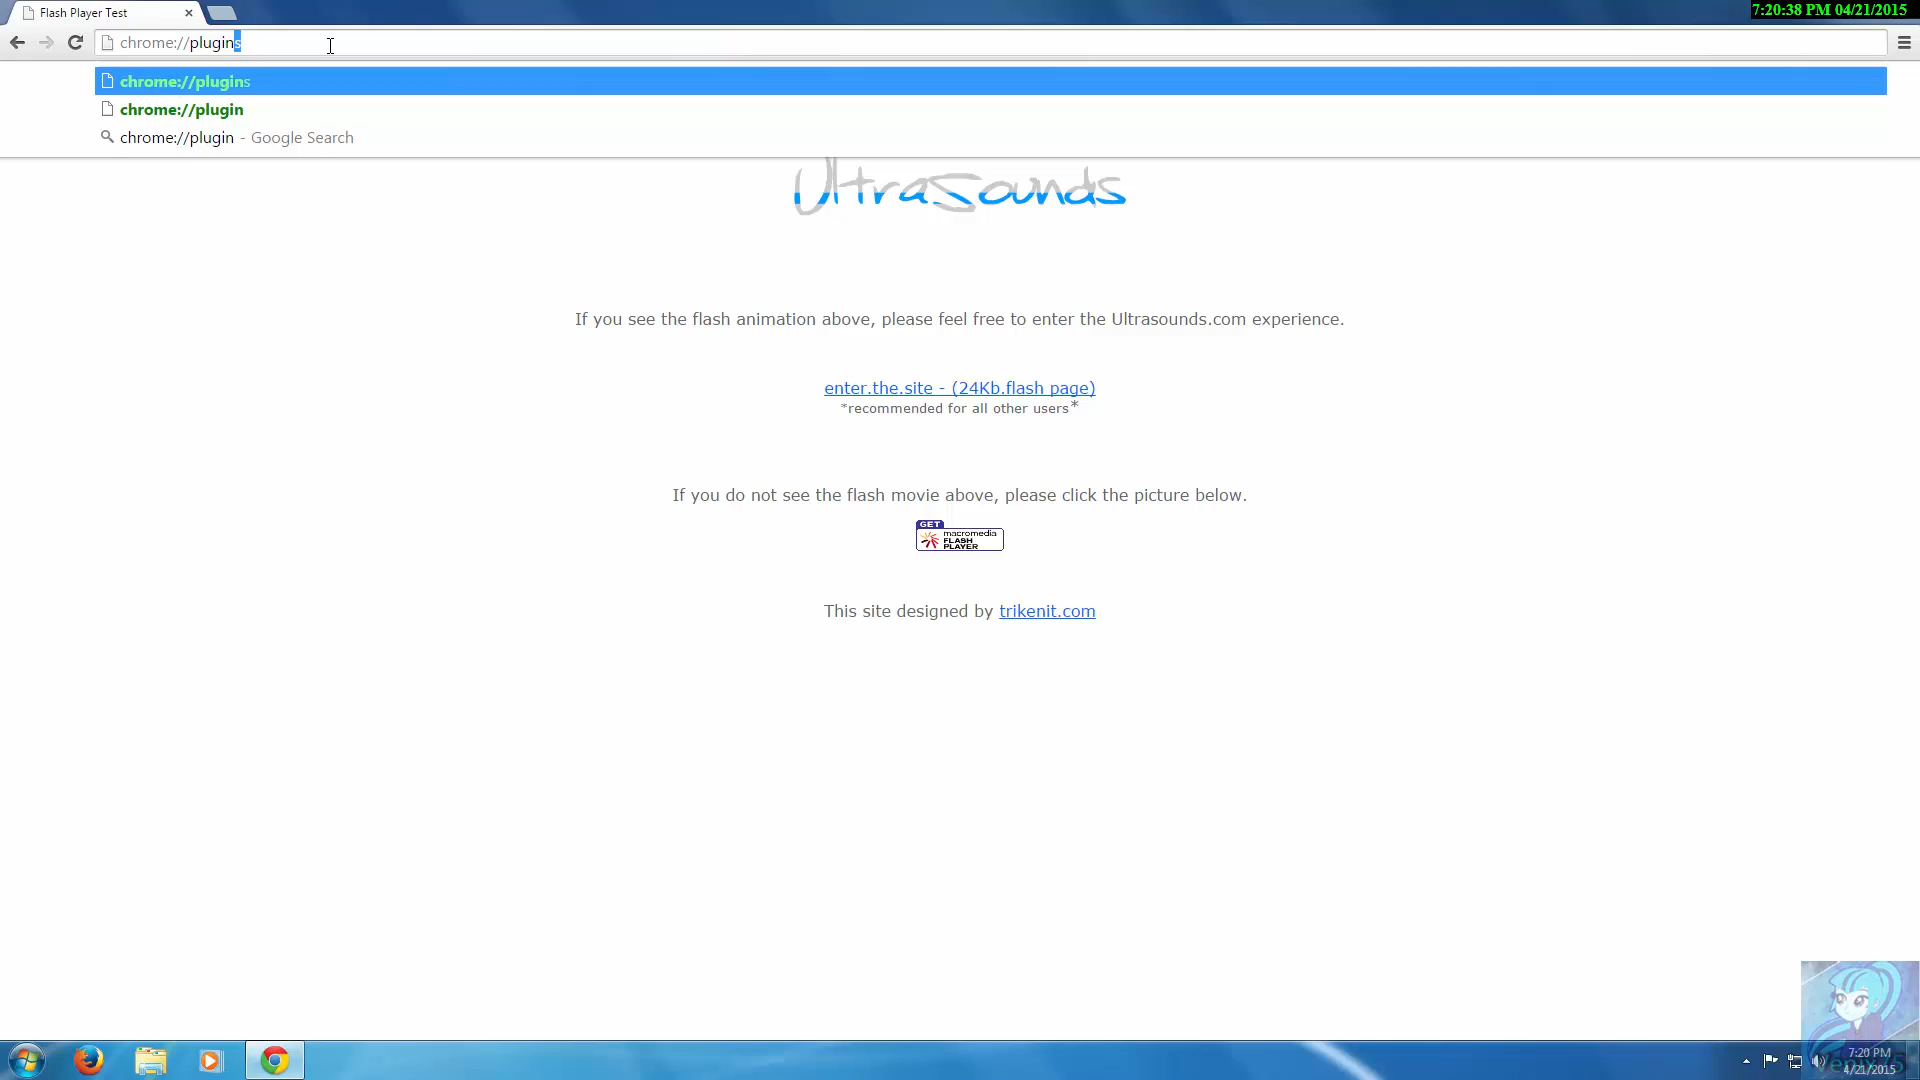 Flash Player Test
7:20:38 PM 04/21/2015
chrome://plugins
chrome://plugins
chrome://plugin
chrome://plugin - Google Search
UltraSounds
If you see the flash animation above, please feel free to enter the Ultrasounds.com experience.
enter.the.site - (24Kb.flash page)
*recommended for all other users*
If you do not see the flash movie above, please click the picture below.
GET
macromedia
FLASH
PLAYER
This site designed by trikenit.com
7:20 PM
4/21/2015